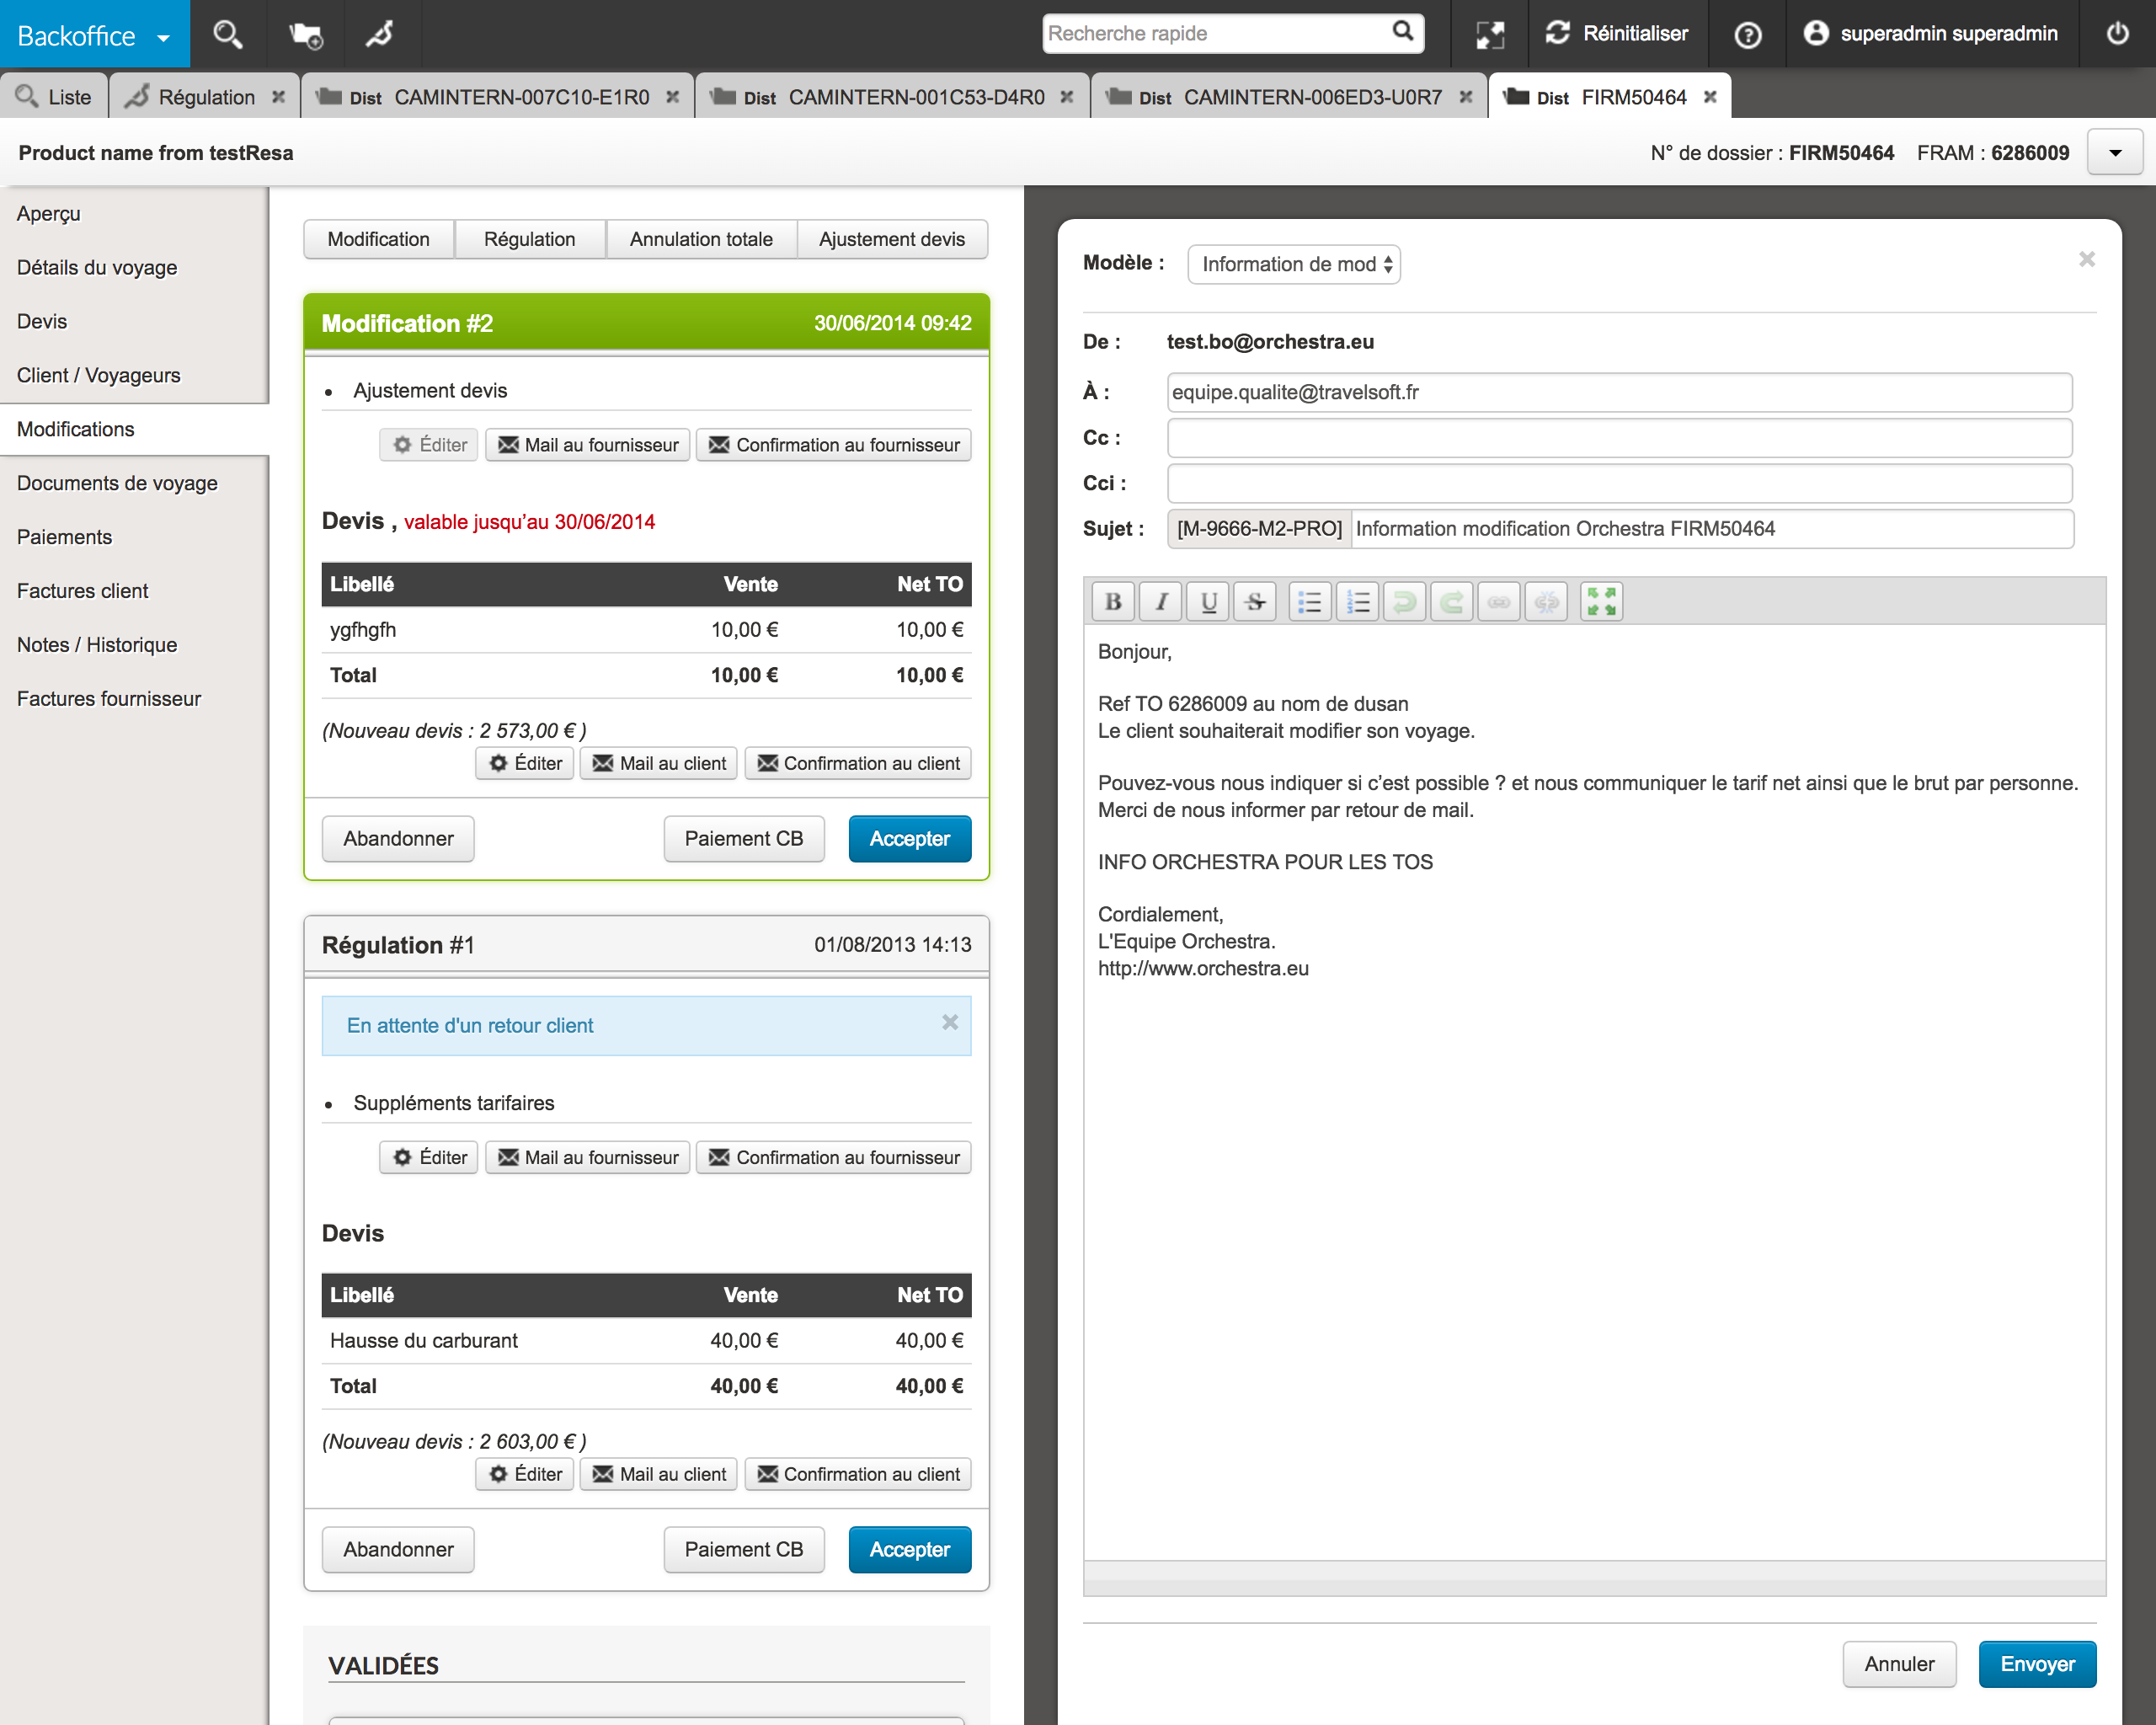 Backoffice
Recherche rapide
Réinitialiser
superadmin superadmin
Liste
Régulation
Dist CAMINTERN-007C10-E1R0
Dist CAMINTERN-001C53-D4R0
Dist CAMINTERN-006ED3-U0R7
Dist FIRM50464
Product name from testResa
N° de dossier : FIRM50464 FRAM : 6286009
Aperçu
Détails du voyage
Devis
Client / Voyageurs
Modifications
Documents de voyage
Paiements
Factures client
Notes / Historique
Factures fournisseur
Modification
Régulation
Annulation totale
Ajustement devis
Modification #2 30/06/2014 09:42
• Ajustement devis
Éditer
Mail au fournisseur
Confirmation au fournisseur
Devis , valable jusqu’au 30/06/2014
Libellé Vente Net TO
ygfhgfh 10,00 € 10,00 €
Total 10,00 € 10,00 €
(Nouveau devis : 2 573,00 € )
Éditer
Mail au client
Confirmation au client
Abandonner
Paiement CB
Accepter
Régulation #1 01/08/2013 14:13
En attente d'un retour client
• Suppléments tarifaires
Éditer
Mail au fournisseur
Confirmation au fournisseur
Devis
Libellé Vente Net TO
Hausse du carburant 40,00 € 40,00 €
Total 40,00 € 40,00 €
(Nouveau devis : 2 603,00 € )
Éditer
Mail au client
Confirmation au client
Abandonner
Paiement CB
Accepter
VALIDÉES
Modèle : Information de mod
De : test.bo@orchestra.eu
À : equipe.qualite@travelsoft.fr
Cc :
Cci :
Sujet : [M-9666-M2-PRO] Information modification Orchestra FIRM50464
B I U S
Bonjour,
Ref TO 6286009 au nom de dusan
Le client souhaiterait modifier son voyage.
Pouvez-vous nous indiquer si c’est possible ? et nous communiquer le tarif net ainsi que le brut par personne.
Merci de nous informer par retour de mail.
INFO ORCHESTRA POUR LES TOS
Cordialement,
L'Equipe Orchestra.
http://www.orchestra.eu
Annuler
Envoyer